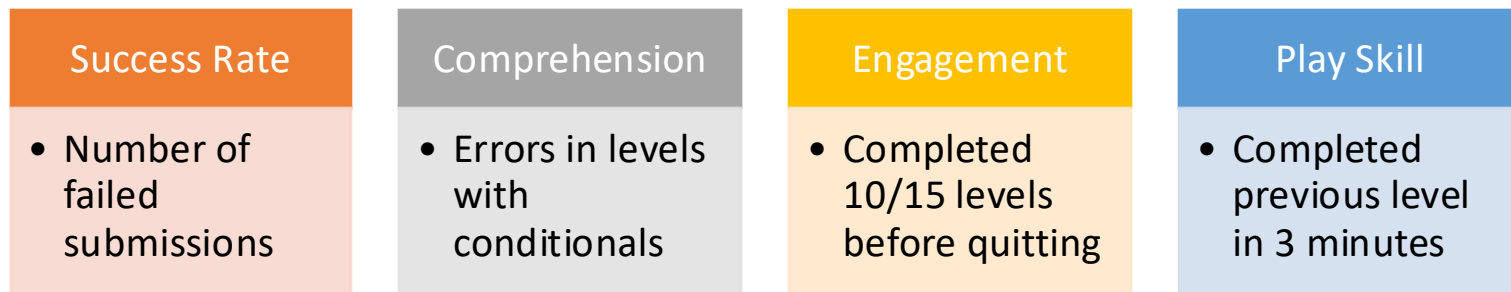 Success Rate
• Number of
failed
submissions
Comprehension
• Errors in levels
with
conditionals
Engagement
• Completed
10/15 levels
before quitting
Play Skill
• Completed
previous level
in 3 minutes